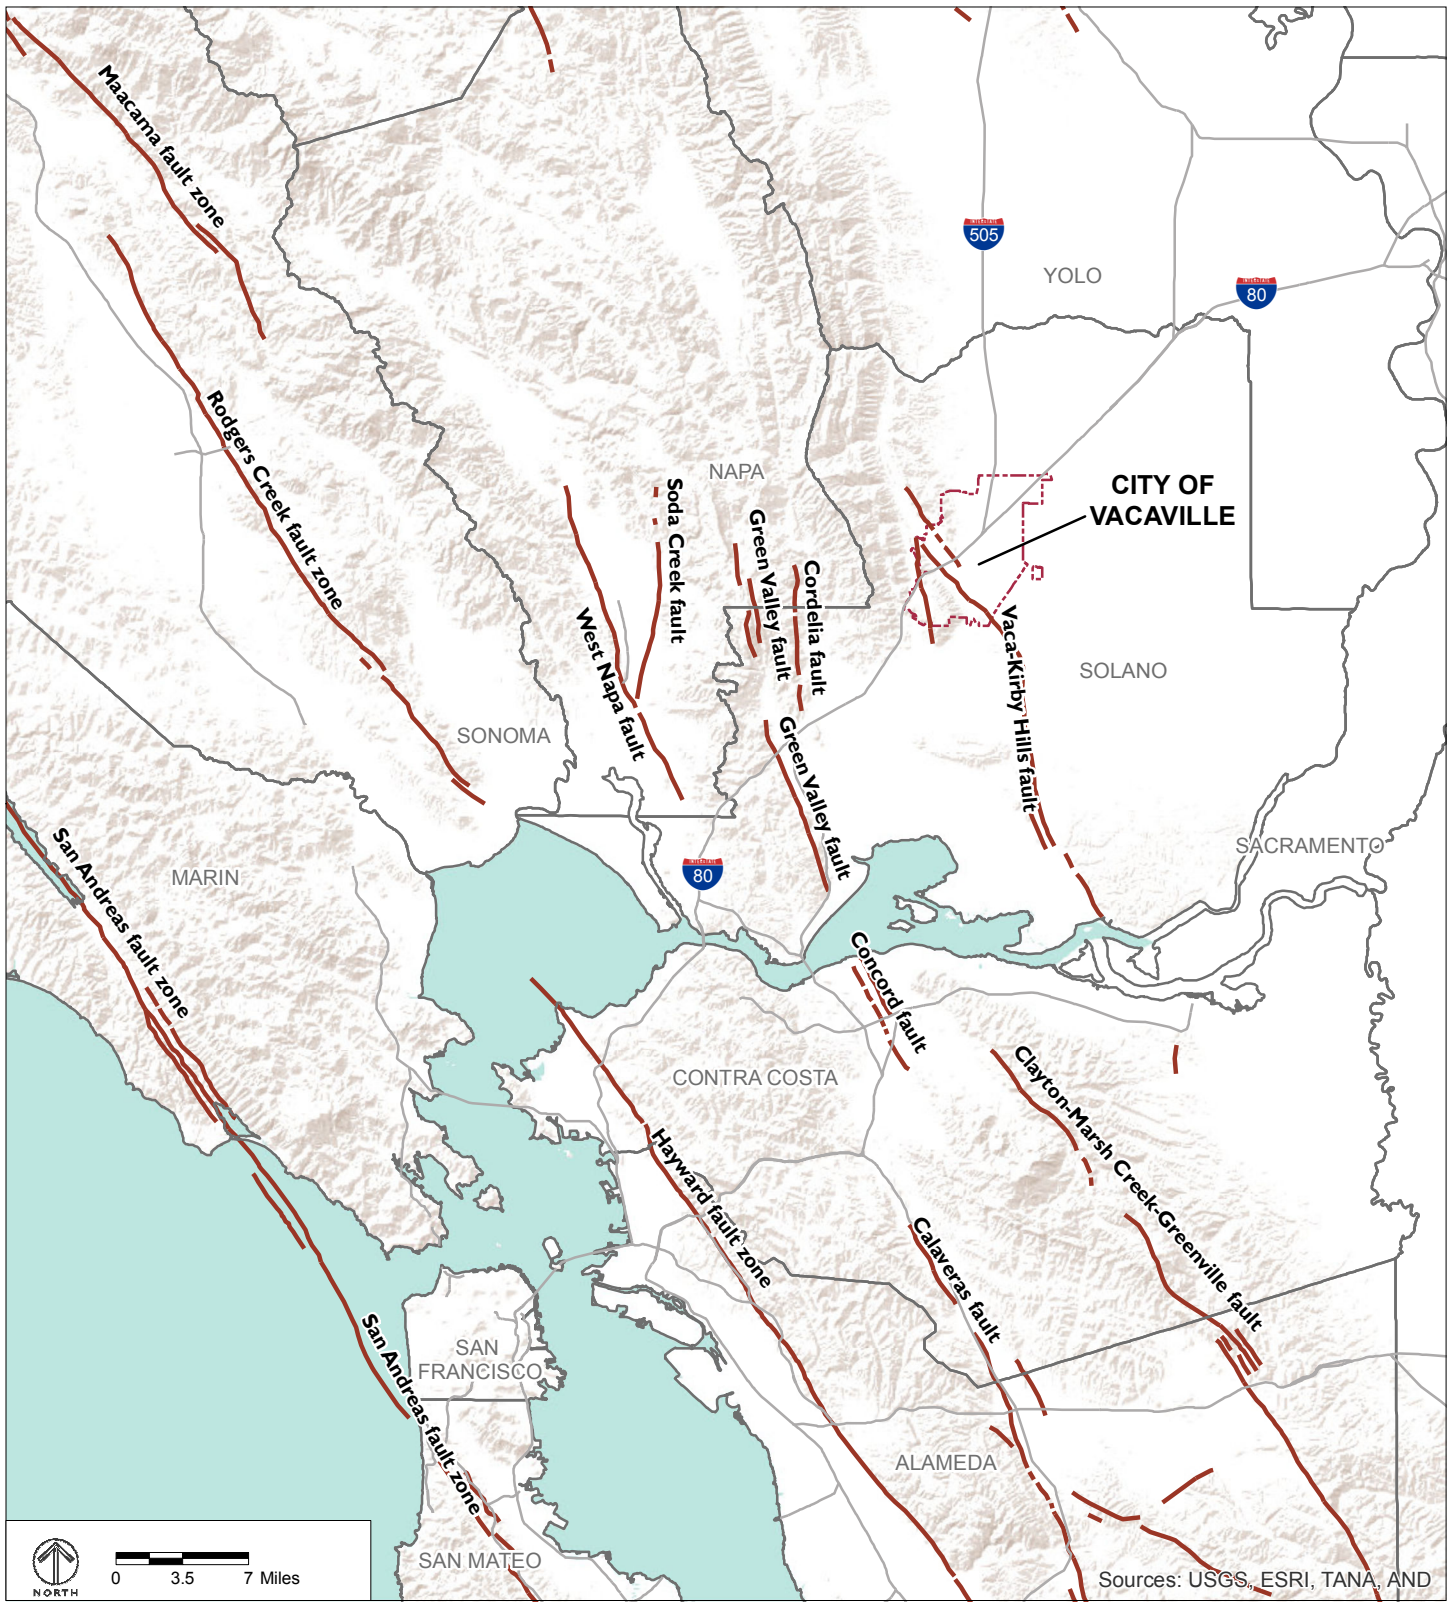 Maacama fault zone
INTERSTATE
505
YOLO
INTERSTATE
80
Rodgers Creek fault zone
NAPA
Soda Creek fault
CITY OF
VACAVILLE
Green Valley fault
Cordelia fault
West Napa fault
Vaca-Kirby Hills fault
SOLANO
SONOMA
Green Valley fault
San Andreas fault zone
MARIN
INTERSTATE
80
SACRAMENTO
Concord fault
CONTRA COSTA
Clayton-Marsh Creek-Greenville fault
Hayward fault zone
Calaveras fault
San Andreas fault zone
SAN
FRANCISCO
ALAMEDA
SAN MATEO
NORTH
0 3.5 7 Miles
Sources: USGS, ESRI, TANA, AND